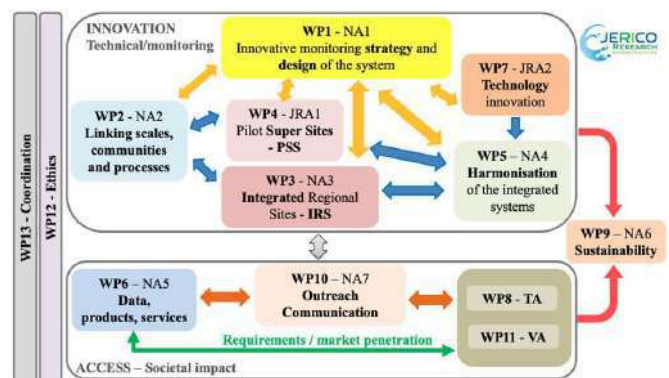 INNOVATION
Technical/monitoring
WP1 - NA1
Innovative monitoring strategy and
design of the system
JERICO
RESEARCH
WP7 - JRA2
Technology
innovation
WP2 - NA2
Linking scales,
communities
and processes
WP4 - JRA1
Pilot Super Sites
- PSS
WP5 – NA4
Harmonisation
of the integrated
systems
WP3 - NA3
Integrated Regional
Sites - IRS
WP13 - Coordination
WP12 - Ethics
WP9 – NA6
Sustainability
WP6 – NA5
Data,
products, services
WP10 – NA7
Outreach
Communication
WP8 - TA
WP11 - VA
Requirements / market penetration
ACCESS – Societal impact